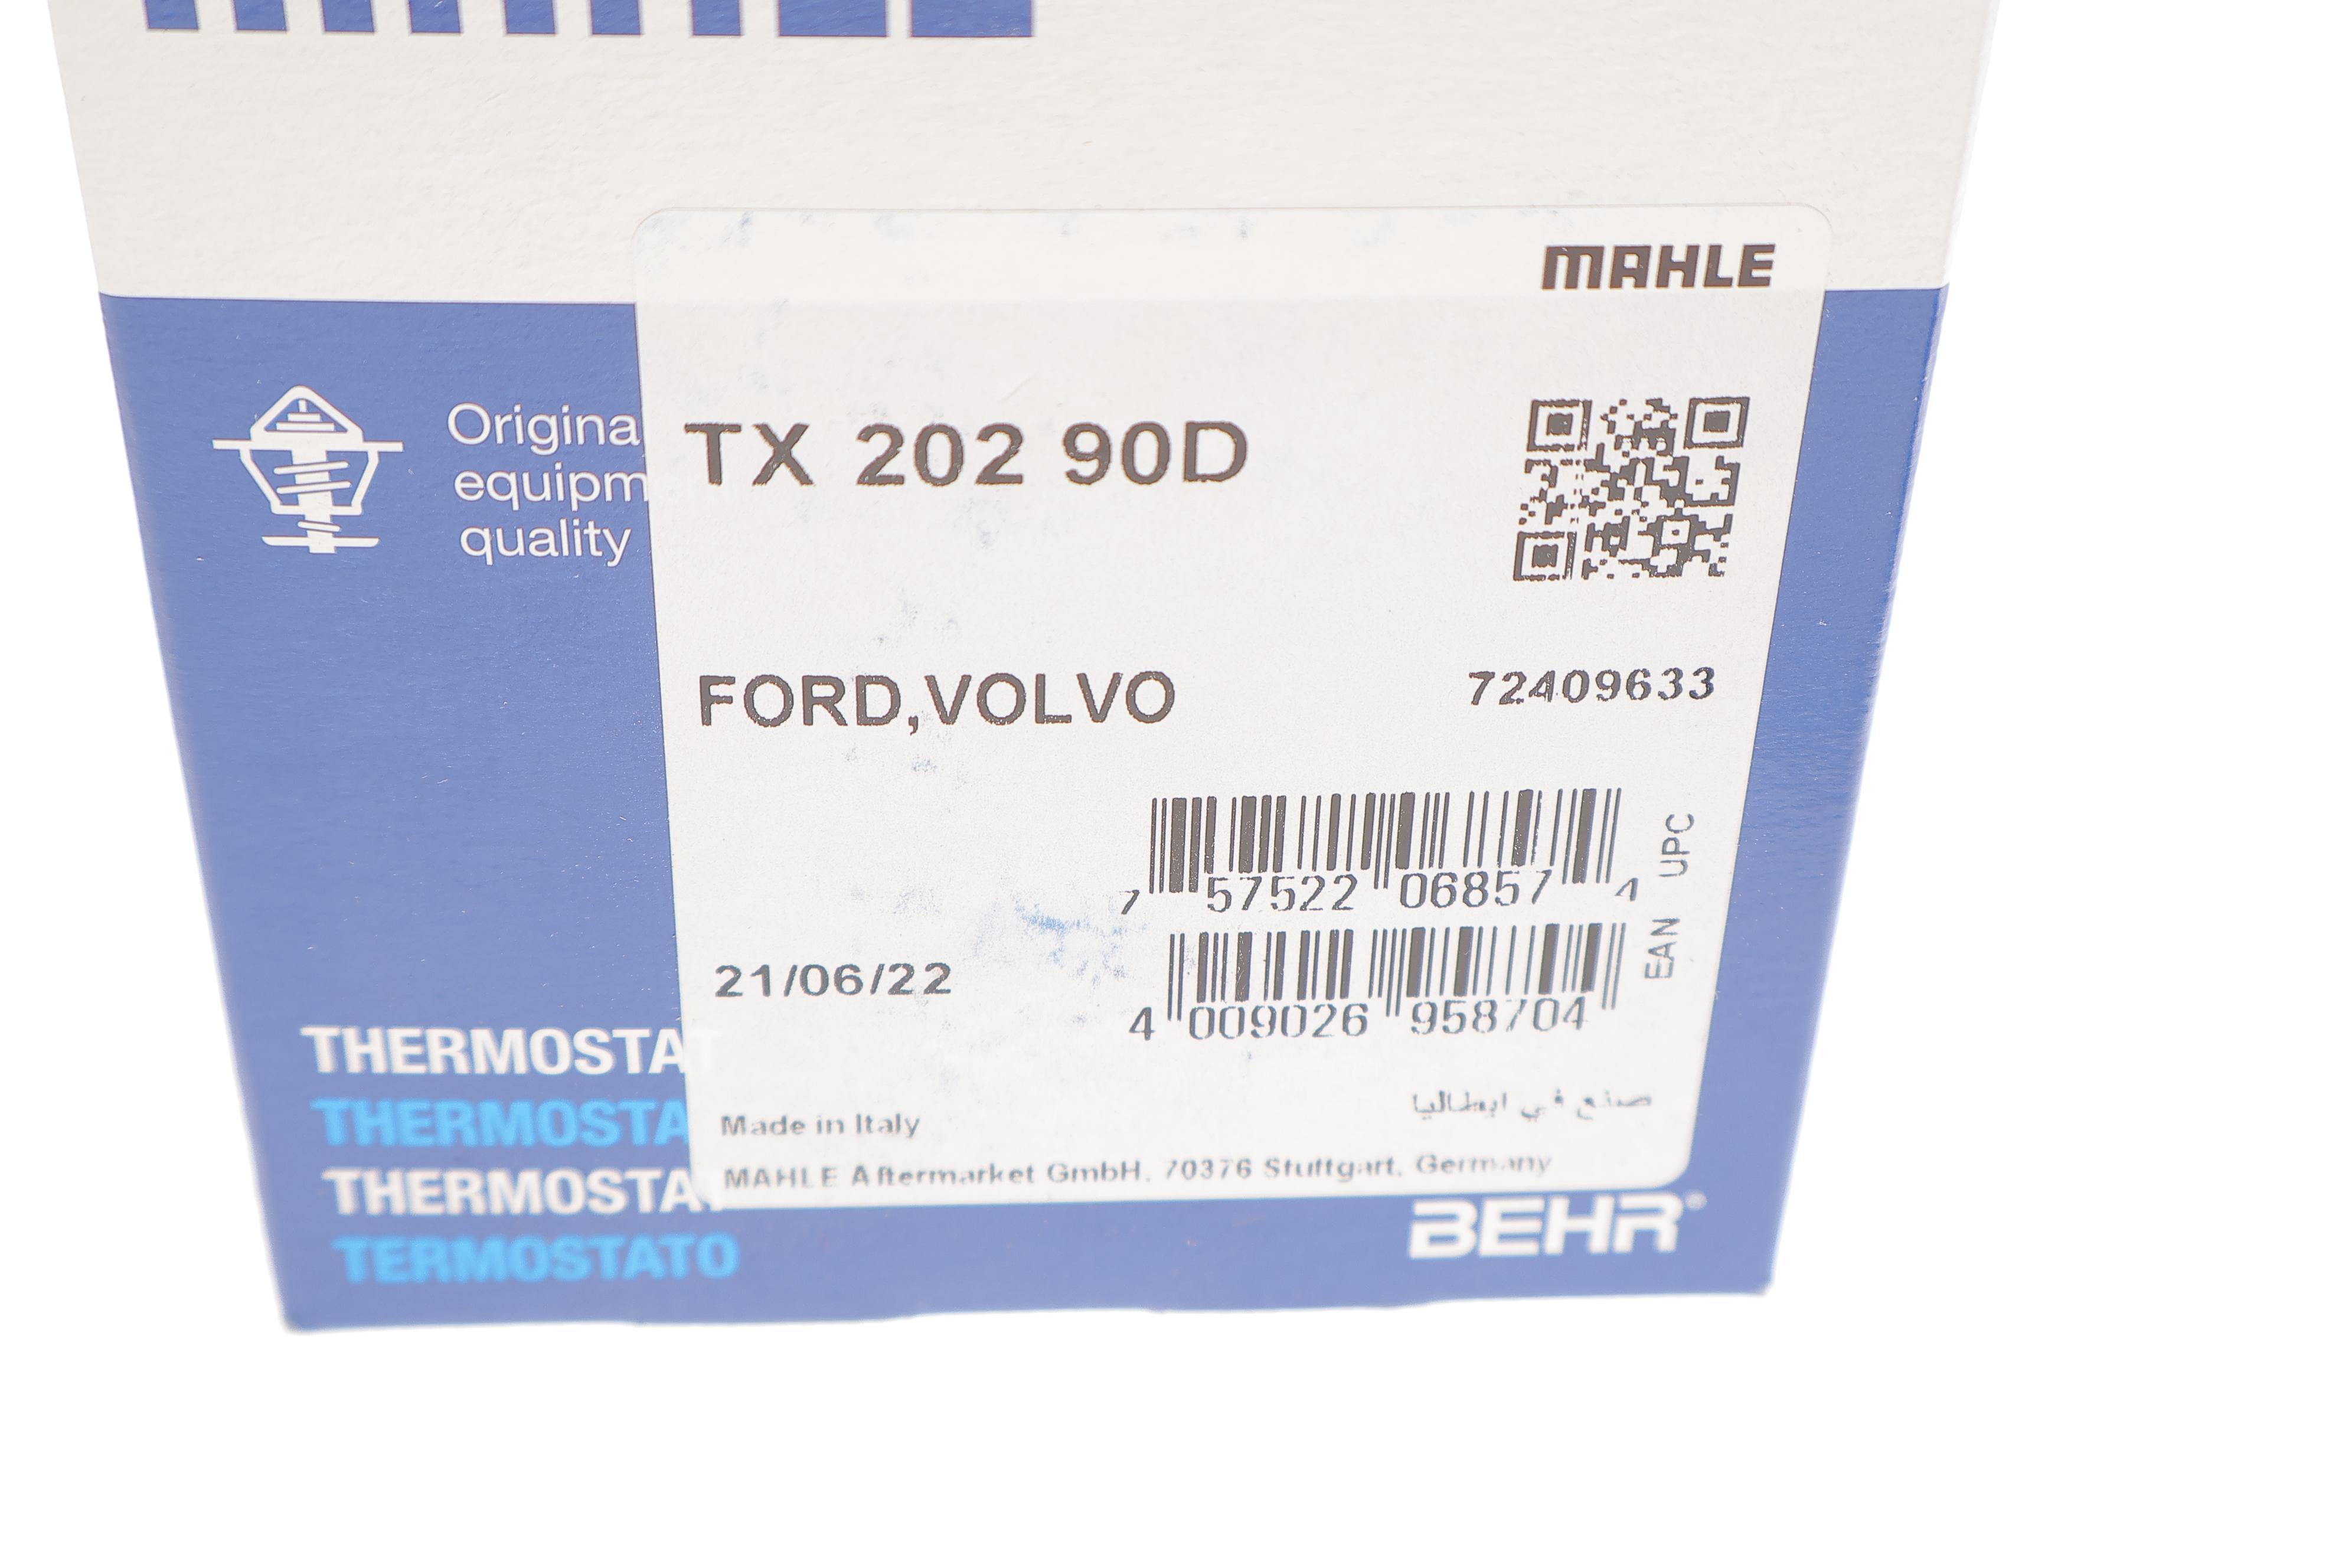 MAHLE
Origina
equipm
quality
TX 202 90D
FORD,VOLVO
72409633
7 57522 06857 4
UPC
21/06/22
4 009026 958704
EAN
Made in Italy
صنع في ايطاليا
MAHLE Aftermarket GmbH, 70376 Stuttgart, Germany
THERMOSTAT
THERMOSTA
THERMOSTAT
TERMOSTATO
BEHR®